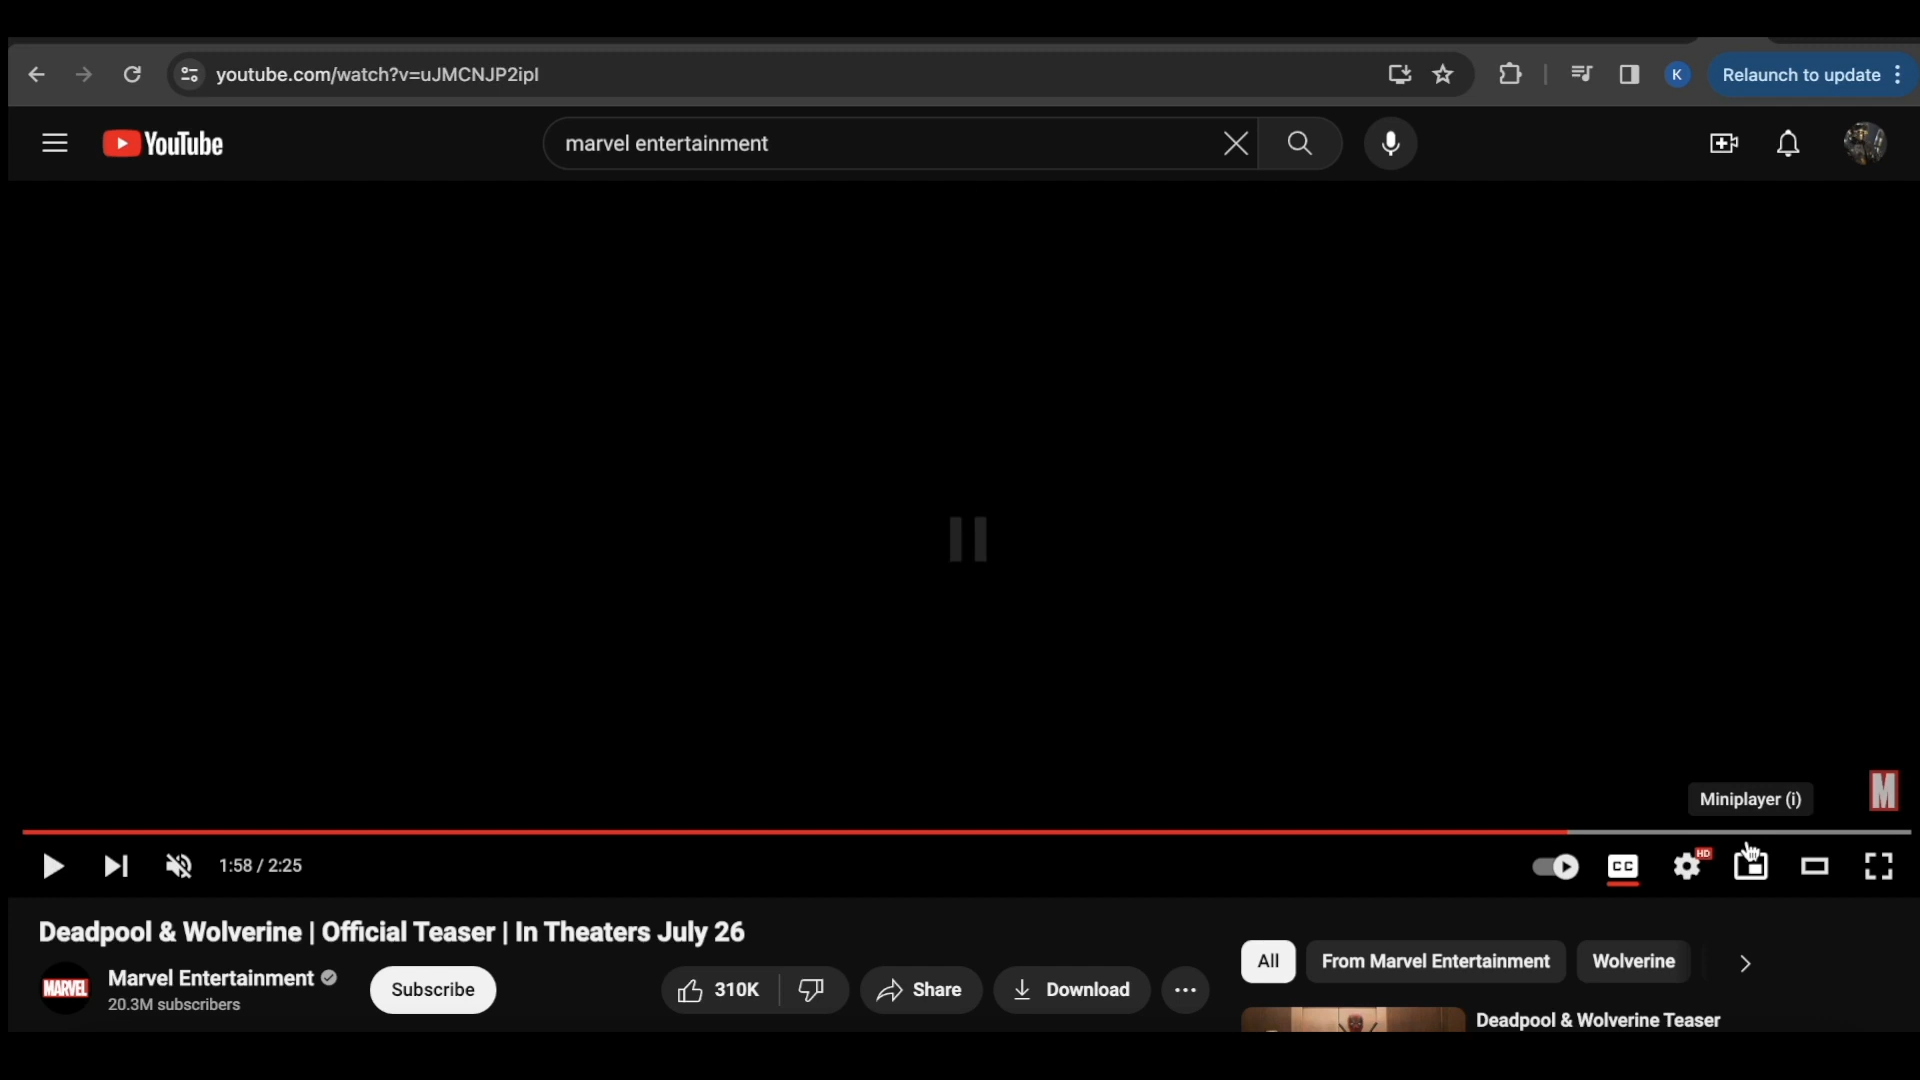 youtube.com/watch?v=uJMCNJP2ipI
K
Relaunch to update
YouTube
marvel entertainment
Miniplayer (i)
M
1:58 / 2:25
CC
HD
Deadpool & Wolverine | Official Teaser | In Theaters July 26
MARVEL
Marvel Entertainment
20.3M subscribers
Subscribe
310K
Share
Download
All
From Marvel Entertainment
Wolverine
Deadpool & Wolverine Teaser